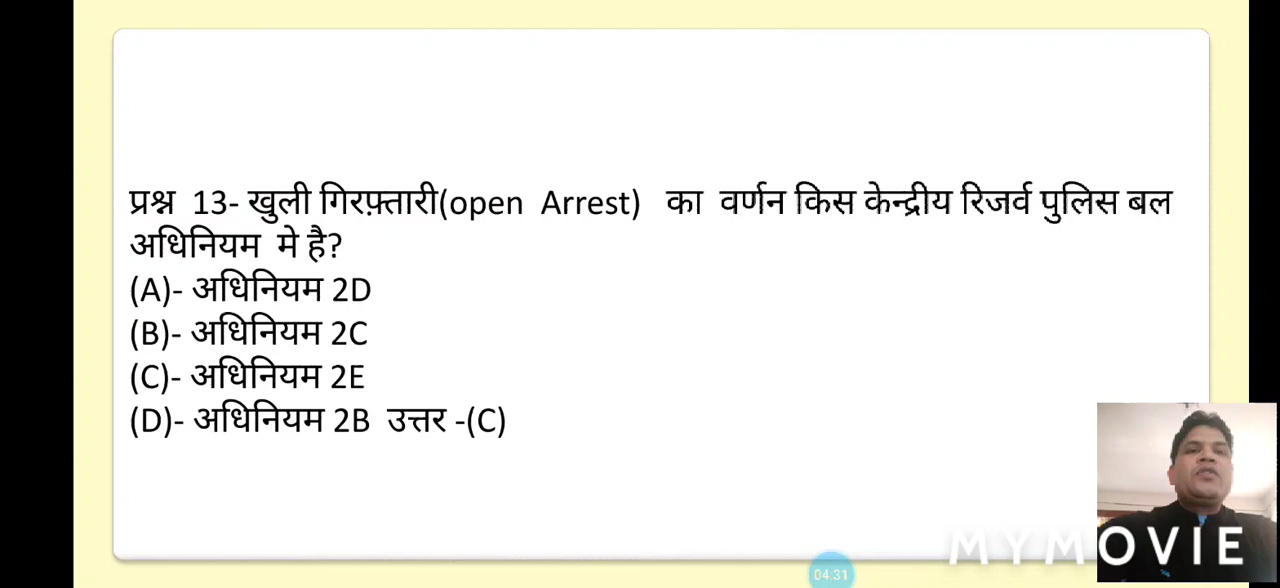 प्रश्न 13- खुली गिरफ़्तारी(open Arrest) का वर्णन किस केन्द्रीय रिजर्व पुलिस बल
अधिनियम मे है?
(A)- अधिनियम 2D
(B)- अधिनियम 2C
(C)- अधिनियम 2E
(D)- अधिनियम 2B उत्तर -(C)
MYMOVIE
04:31